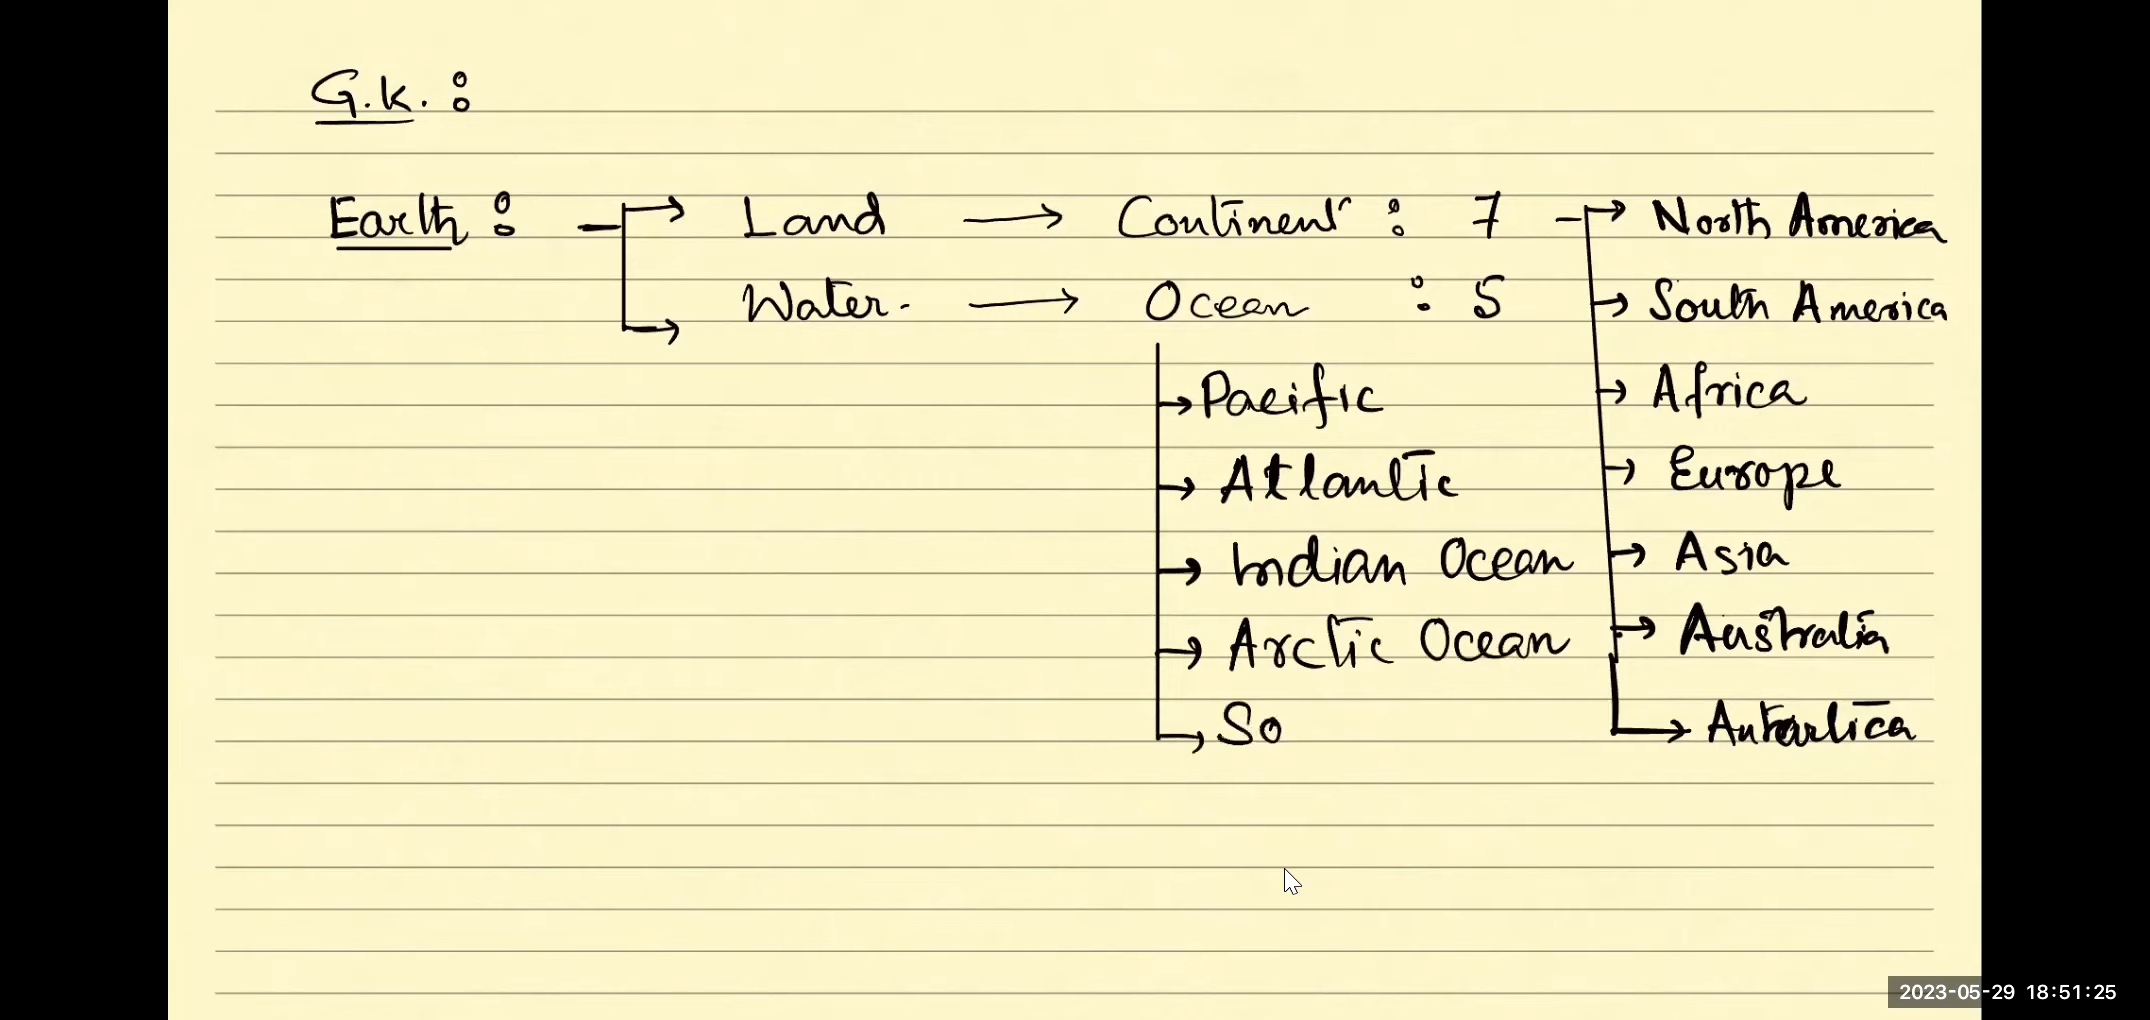 G.K. :
Earth : Land → Continent : 7 → North America
Water. → Ocean : 5 → South America
→ Pacific → Africa
→ Atlantic → Europe
→ Indian Ocean → Asia
→ Arctic Ocean → Australia
→ So → Antartica
2023-05-29 18:51:25